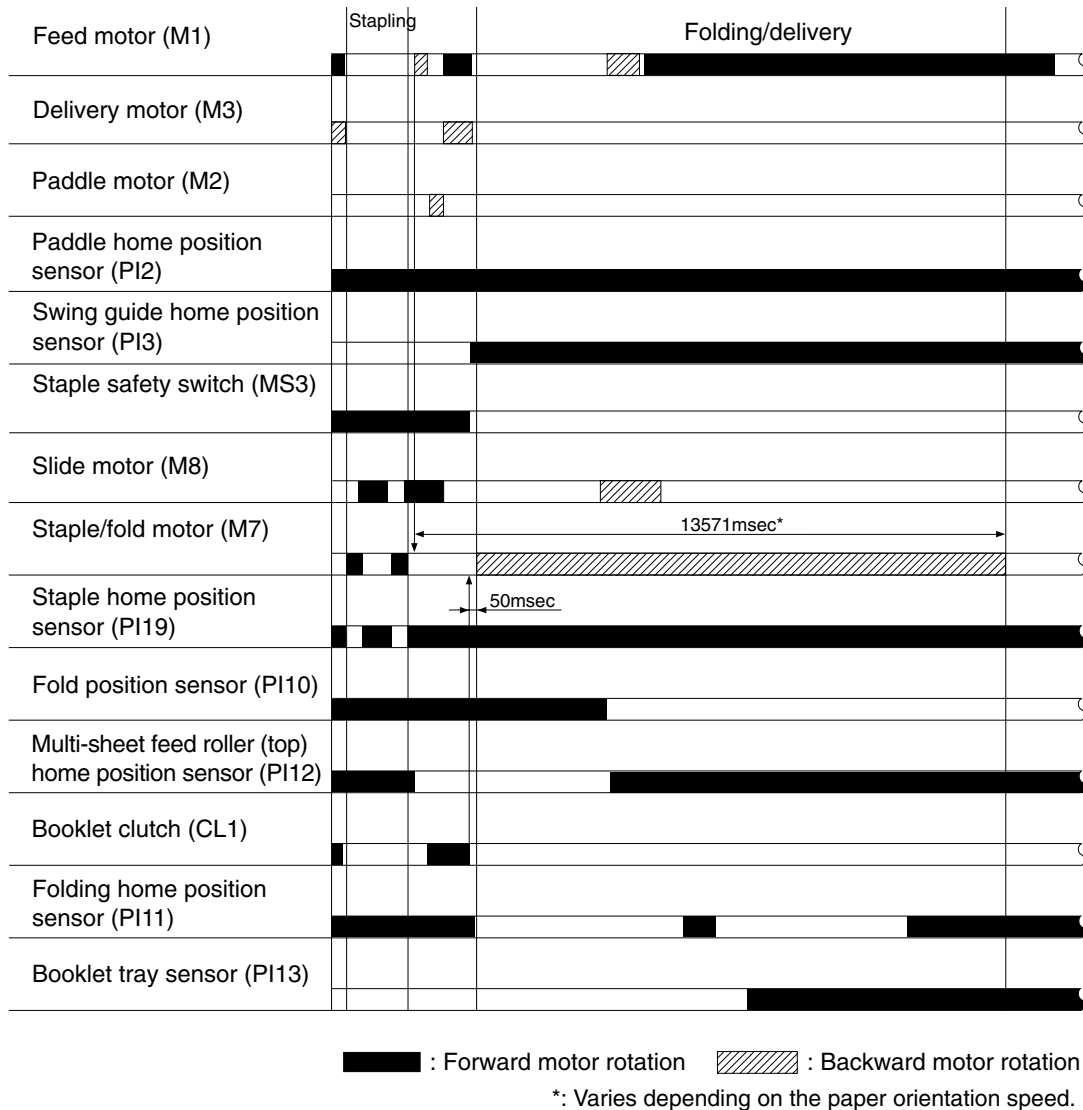 Stapling
Feed motor (M1)
Folding/delivery
Delivery motor (M3)
Paddle motor (M2)
Paddle home position
sensor (PI2)
Swing guide home position
sensor (PI3)
Staple safety switch (MS3)
Slide motor (M8)
Staple/fold motor (M7)
13571msec*
Staple home position
sensor (PI19)
50msec
Fold position sensor (PI10)
Multi-sheet feed roller (top)
home position sensor (PI12)
Booklet clutch (CL1)
Folding home position
sensor (PI11)
Booklet tray sensor (PI13)
: Forward motor rotation : Backward motor rotation
*: Varies depending on the paper orientation speed.